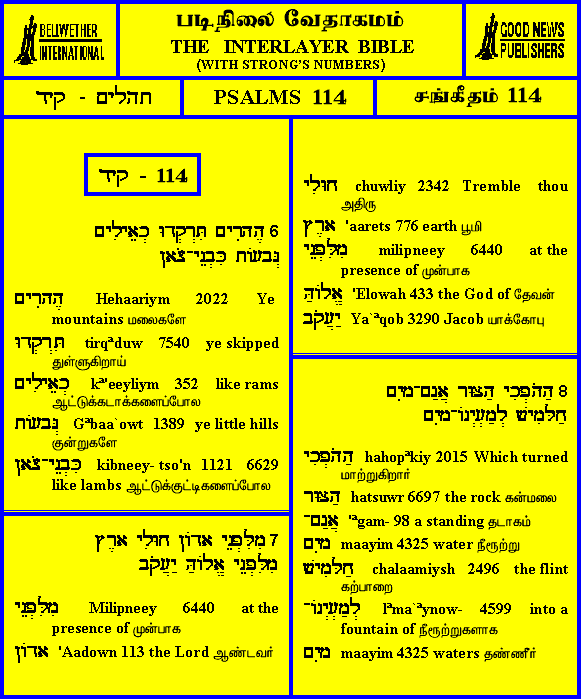 BELLWETHER
INTERNATIONAL
படிநிலை வேதாகமம்
THE INTERLAYER BIBLE
(WITH STRONG'S NUMBERS)
GOOD NEWS
PUBLISHERS
תהלים - קיד
PSALMS 114
சங்கீதம் 114
קיד - 114
6 הֶהָרִים תִּרְקְדוּ כְאֵילִים
גְּבָעוֹת כִּבְנֵי־צֹאן
הֶהָרִים Hehaariym 2022 Ye
mountains மலைகளே
תִּרְקְדוּ tirqªduw 7540 ye skipped
துள்ளுகிறாய்
כְאֵילִים kª'eeyliym 352 like rams
ஆட்டுக்கடாக்களைப்போல
גְּבָעוֹת Gªbaa`owt 1389 ye little hills
குன்றுகளே
כִּבְנֵי־צֹאן kibneey- tso'n 1121 6629
like lambs ஆட்டுக்குட்டிகளைப்போல
7 מִלִּפְנֵי אָדוֹן חוּלִי אָרֶץ
מִלִּפְנֵי אֱלוֹהַּ יַעֲקֹב
מִלִּפְנֵי Milipneey 6440 at the
presence of முன்பாக
אָדוֹן 'Aadown 113 the Lord ஆண்டவர்
חוּלִי chuwliy 2342 Tremble thou
அதிரு
אָרֶץ 'aarets 776 earth பூமி
מִלִּפְנֵי milipneey 6440 at the
presence of முன்பாக
אֱלוֹהַּ 'Elowah 433 the God of தேவன்
יַעֲקֹב Ya`ªqob 3290 Jacob யாக்கோபு
8 הַהֹפְכִי הַצּוּר אֲגַם־מָיִם
חַלָּמִישׁ לְמַעְיְנוֹ־מָיִם
הַהֹפְכִי hahopªkiy 2015 Which turned
மாற்றுகிறார்
הַצּוּר hatsuwr 6697 the rock கன்மலை
אֲגַם־ 'ªgam- 98 a standing தடாகம்
מָיִם maayim 4325 water நீரூற்று
חַלָּמִישׁ chalaamiysh 2496 the flint
கற்பாறை
לְמַעְיְנוֹ־ lªma`ªynow- 4599 into a
fountain of நீரூற்றுகளாக
מָיִם maayim 4325 waters தண்ணீர்